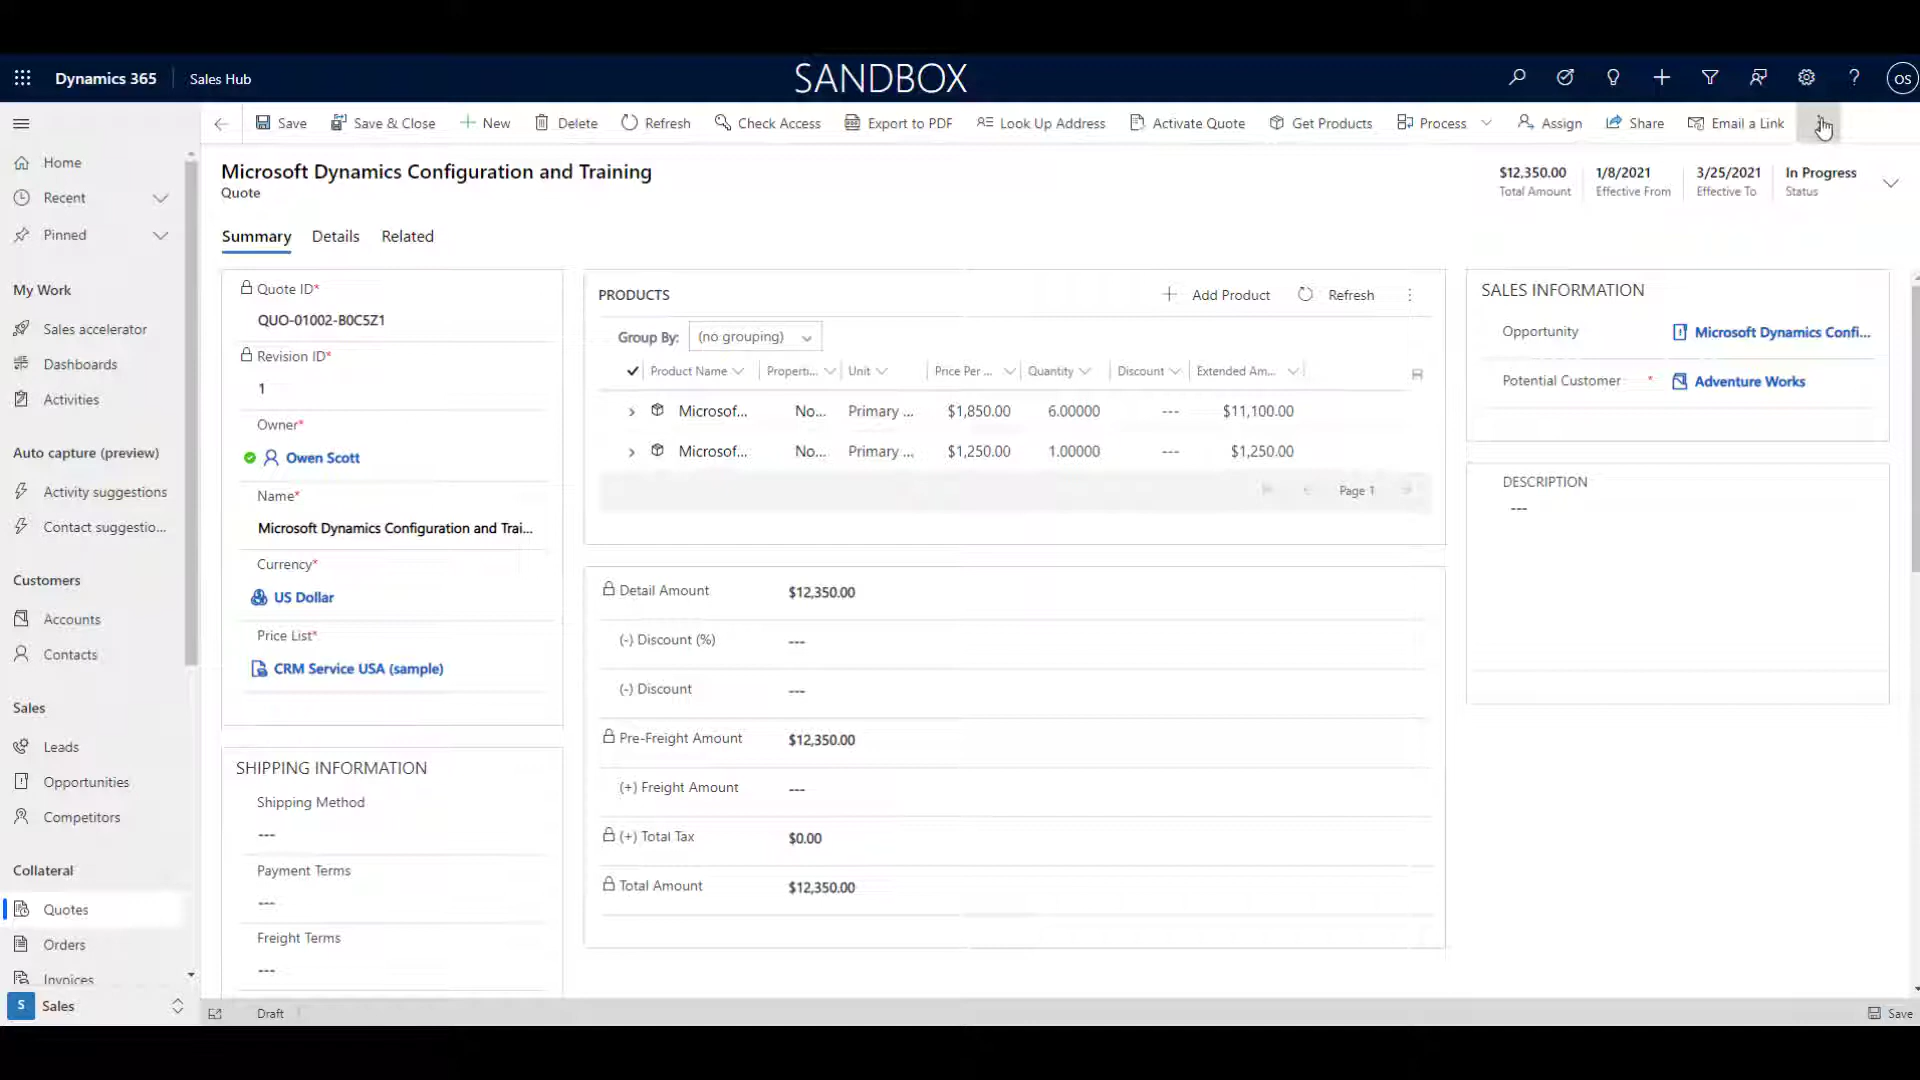 Dynamics 365
Sales Hub
SANDBOX
OS
Save
Save & Close
New
Delete
Refresh
Check Access
Export to PDF
Look Up Address
Activate Quote
Get Products
Process
Assign
Share
Email a Link
Home
Recent
Pinned
My Work
Sales accelerator
Dashboards
Activities
Auto capture (preview)
Activity suggestions
Contact suggestio...
Customers
Accounts
Contacts
Sales
Leads
Opportunities
Competitors
Collateral
Quotes
Orders
Invoices
S Sales
Microsoft Dynamics Configuration and Training
Quote
$12,350.00
Total Amount
1/8/2021
Effective From
3/25/2021
Effective To
In Progress
Status
Summary
Details
Related
Quote ID*
QUO-01002-B0C5Z1
Revision ID*
1
Owner*
Owen Scott
Name*
Microsoft Dynamics Configuration and Trai...
Currency*
US Dollar
Price List*
CRM Service USA (sample)
SHIPPING INFORMATION
Shipping Method
---
Payment Terms
---
Freight Terms
---
PRODUCTS
Add Product
Refresh
Group By: (no grouping)
Product Name Properti... Unit Price Per ... Quantity Discount Extended Am...
Microsof... No... Primary ... $1,850.00 6.00000 --- $11,100.00
Microsof... No... Primary ... $1,250.00 1.00000 --- $1,250.00
Page 1
Detail Amount $12,350.00
(-) Discount (%) ---
(-) Discount ---
Pre-Freight Amount $12,350.00
(+) Freight Amount ---
(+) Total Tax $0.00
Total Amount $12,350.00
SALES INFORMATION
Opportunity Microsoft Dynamics Confi...
Potential Customer * Adventure Works
DESCRIPTION
---
Draft
Save